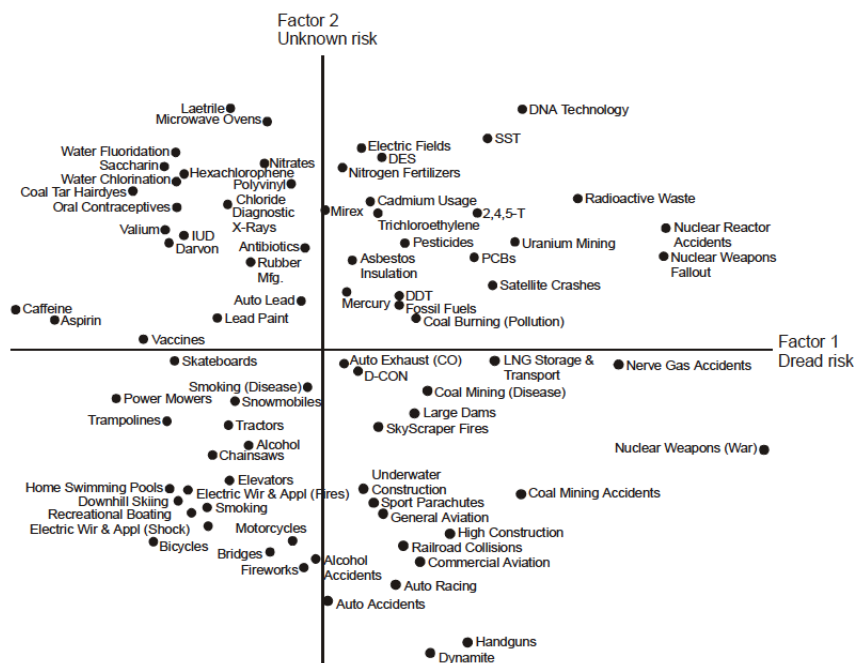 Factor 2
Unknown risk
Laetrile
Microwave Ovens
DNA Technology
SST
Electric Fields
DES
Nitrogen Fertilizers
Water Fluoridation
Saccharin
Water Chlorination
Hexachlorophene
Coal Tar Hairdyes
Oral Contraceptives
Nitrates
Polyvinyl
Chloride
Diagnostic
X-Rays
Mirex
Cadmium Usage
Trichloroethylene
2,4,5-T
Radioactive Waste
Valium
IUD
Darvon
Antibiotics
Rubber
Mfg.
Pesticides
Asbestos
Insulation
PCBs
Uranium Mining
Nuclear Reactor
Accidents
Nuclear Weapons
Fallout
Satellite Crashes
Caffeine
Aspirin
Auto Lead
Lead Paint
Vaccines
Mercury
DDT
Fossil Fuels
Coal Burning (Pollution)
Factor 1
Dread risk
Skateboards
Smoking (Disease)
Power Mowers
Snowmobiles
Trampolines
Tractors
Alcohol
Chainsaws
Auto Exhaust (CO)
D-CON
LNG Storage &
Transport
Nerve Gas Accidents
Coal Mining (Disease)
Large Dams
SkyScraper Fires
Nuclear Weapons (War)
Elevators
Home Swimming Pools
Electric Wir & Appl (Fires)
Downhill Skiing
Smoking
Recreational Boating
Electric Wir & Appl (Shock)
Motorcycles
Bicycles
Bridges
Fireworks
Underwater
Construction
Sport Parachutes
General Aviation
Coal Mining Accidents
High Construction
Railroad Collisions
Commercial Aviation
Alcohol
Accidents
Auto Racing
Auto Accidents
Handguns
Dynamite